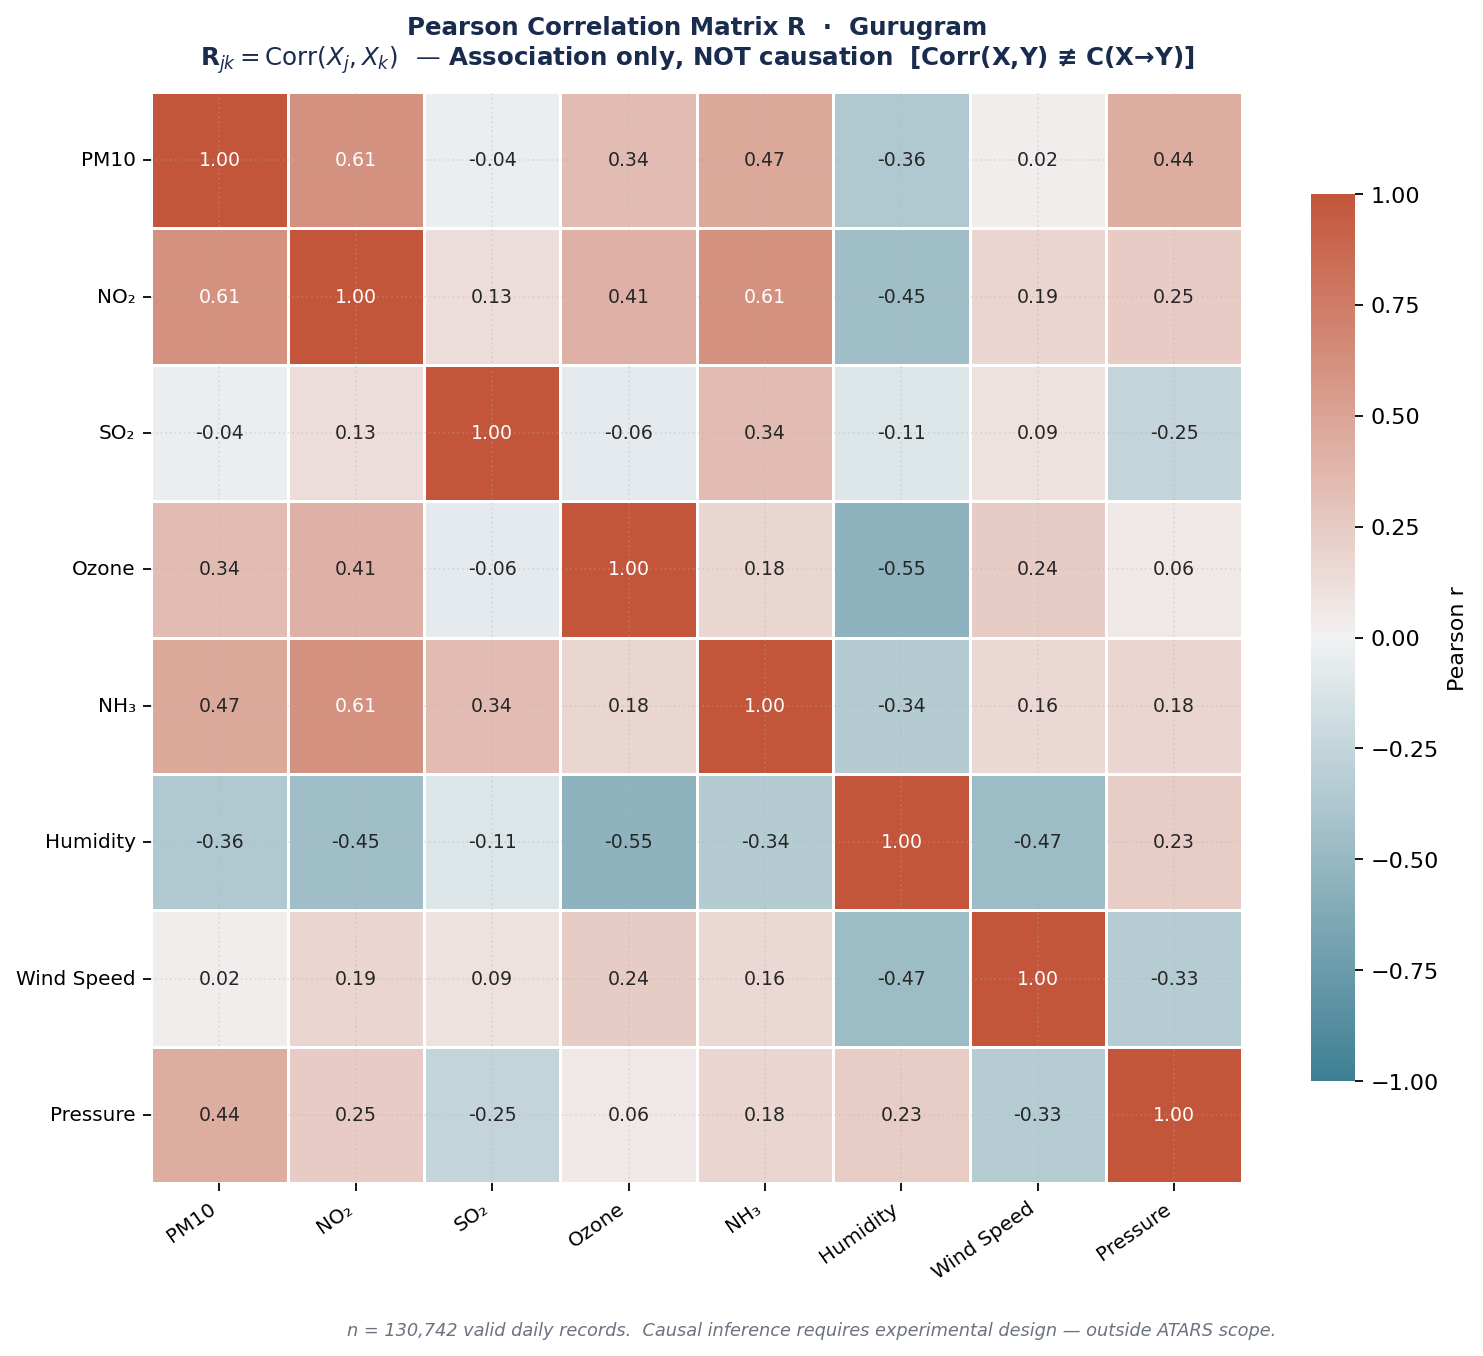 Pearson Correlation Matrix R · Gurugram
R_jk = Corr(X_j, X_k) — Association only, NOT causation [Corr(X,Y) ≢ C(X→Y)]
PM10 1.00 0.61 -0.04 0.34 0.47 -0.36 0.02 0.44
NO₂ 0.61 1.00 0.13 0.41 0.61 -0.45 0.19 0.25
SO₂ -0.04 0.13 1.00 -0.06 0.34 -0.11 0.09 -0.25
Ozone 0.34 0.41 -0.06 1.00 0.18 -0.55 0.24 0.06
NH₃ 0.47 0.61 0.34 0.18 1.00 -0.34 0.16 0.18
Humidity -0.36 -0.45 -0.11 -0.55 -0.34 1.00 -0.47 0.23
Wind Speed 0.02 0.19 0.09 0.24 0.16 -0.47 1.00 -0.33
Pressure 0.44 0.25 -0.25 0.06 0.18 0.23 -0.33 1.00
PM10 NO₂ SO₂ Ozone NH₃ Humidity Wind Speed Pressure
1.00
0.75
0.50
0.25
0.00
−0.25
−0.50
−0.75
−1.00
Pearson r
n = 130,742 valid daily records. Causal inference requires experimental design — outside ATARS scope.